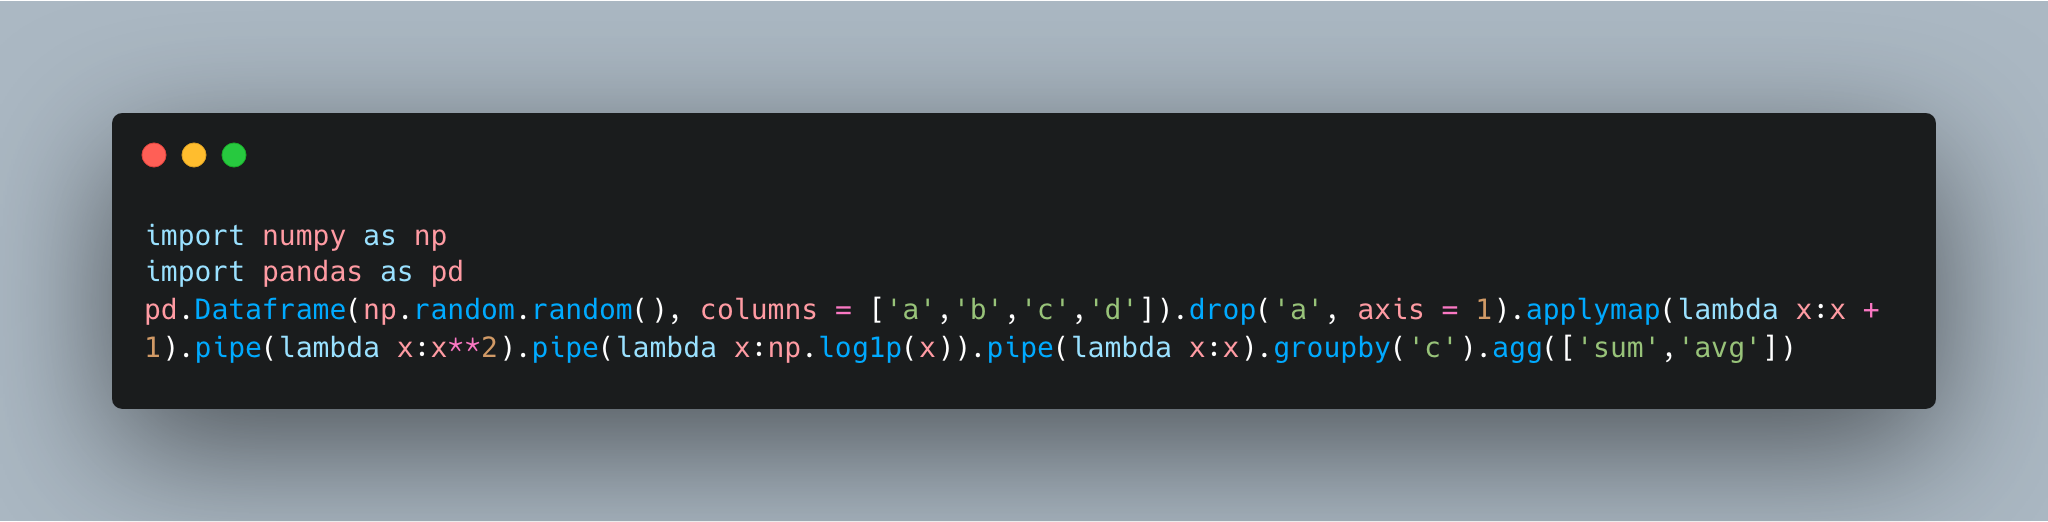 import numpy as np
import pandas as pd
pd.Dataframe(np.random.random(), columns = ['a','b','c','d']).drop('a', axis = 1).applymap(lambda x:x +
1).pipe(lambda x:x**2).pipe(lambda x:np.log1p(x)).pipe(lambda x:x).groupby('c').agg(['sum','avg'])